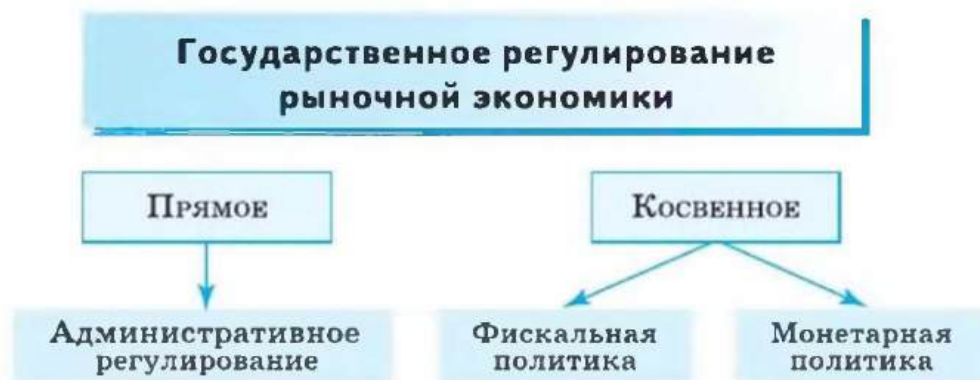 Государственное регулирование
рыночной экономики
Прямое
Косвенное
Административное
регулирование
Фискальная
политика
Монетарная
политика